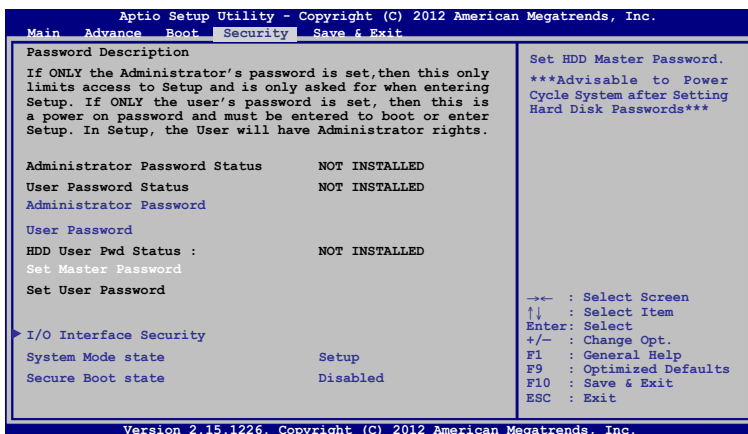 Aptio Setup Utility - Copyright (C) 2012 American Megatrends, Inc.
Main Advance Boot Security Save & Exit
Password Description
If ONLY the Administrator's password is set,then this only
limits access to Setup and is only asked for when entering
Setup. If ONLY the user's password is set, then this is
a power on password and must be entered to boot or enter
Setup. In Setup, the User will have Administrator rights.
Administrator Password Status NOT INSTALLED
User Password Status NOT INSTALLED
Administrator Password
User Password
HDD User Pwd Status : NOT INSTALLED
Set Master Password
Set User Password
I/O Interface Security
System Mode state Setup
Secure Boot state Disabled
Set HDD Master Password.
***Advisable to Power
Cycle System after Setting
Hard Disk Passwords***
→← : Select Screen
↑↓ : Select Item
Enter: Select
+/— : Change Opt.
F1 : General Help
F9 : Optimized Defaults
F10 : Save & Exit
ESC : Exit
Version 2.15.1226. Copyright (C) 2012 American Megatrends, Inc.